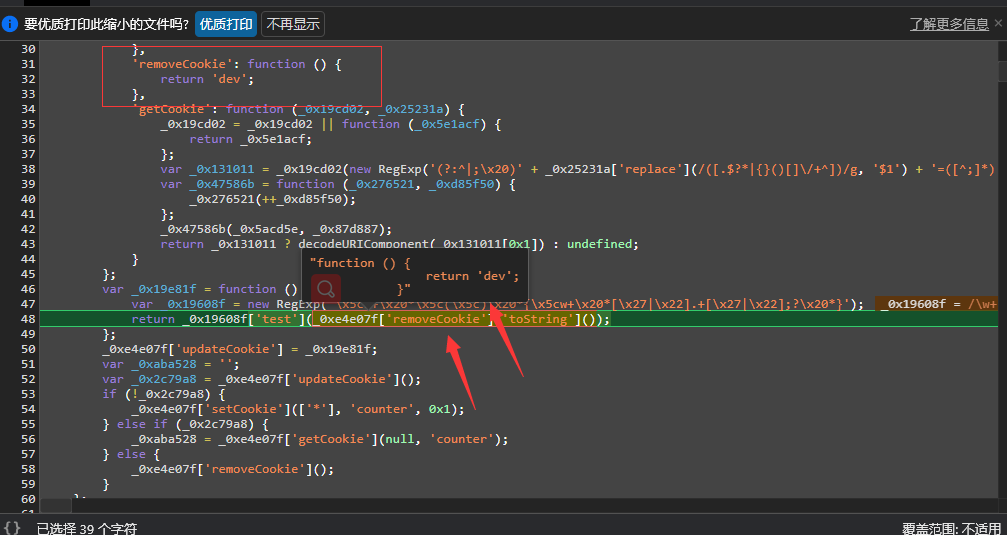 要优质打印此缩小的文件吗? 优质打印 不再显示 了解更多信息 ×
30 },
31 'removeCookie': function () {
32 return 'dev';
33 },
34 'getCookie': function (_0x19cd02, _0x25231a) {
35 _0x19cd02 = _0x19cd02 || function (_0x5e1acf) {
36 return _0x5e1acf;
37 };
38 var _0x131011 = _0x19cd02(new RegExp('(?:^|;\x20)' + _0x25231a['replace'](/([.$?*|{}()[]\/+^])/g, '$1') + '=([^;]*)
39 var _0x47586b = function (_0x276521, _0xd85f50) {
40 _0x276521(++_0xd85f50);
41 };
42 _0x47586b(_0x5acd5e, _0x87d887);
43 return _0x131011 ? decodeURIComponent(_0x131011[0x1]) : undefined;
44 }
45 };
"function () {
return 'dev';
}"
46 var _0x19e81f = function ()
47 var _0x19608f = new RegExp( \x20*\x5c(\x5c)\x20*{\x5cw+\x20*[\x27|\x22].+[\x27|\x22];?\x20*}'); _0x19608f = /\w+
48 return _0x19608f['test'](_0xe4e07f['removeCookie']['toString']());
49 };
50 _0xe4e07f['updateCookie'] = _0x19e81f;
51 var _0xaba528 = '';
52 var _0x2c79a8 = _0xe4e07f['updateCookie']();
53 if (!_0x2c79a8) {
54 _0xe4e07f['setCookie'](['*'], 'counter', 0x1);
55 } else if (_0x2c79a8) {
56 _0xaba528 = _0xe4e07f['getCookie'](null, 'counter');
57 } else {
58 _0xe4e07f['removeCookie']();
59 }
60 };
61
{} 已选择 39 个字符 覆盖范围: 不适用